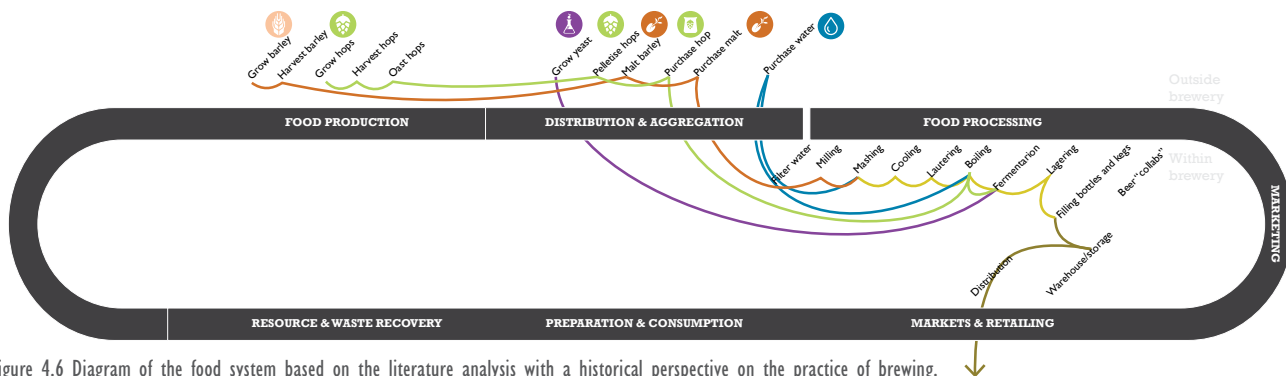 Grow barley
Harvest barley
Grow hops
Harvest hops
Oast hops
Grow yeast
Pelletise hops
Malt barley
Purchase hop
Purchase malt
Purchase water
Outside
brewery
FOOD PRODUCTION
DISTRIBUTION & AGGREGATION
FOOD PROCESSING
Filter water
Milling
Mashing
Cooling
Lautering
Boiling
Fermentarion
Lagering
Filling bottles and kegs
Beer "collabs"
Within
brewery
MARKETING
Distribution
Warehouse/storage
RESOURCE & WASTE RECOVERY
PREPARATION & CONSUMPTION
MARKETS & RETAILING
igure 4.6 Diagram of the food system based on the literature analysis with a historical perspective on the practice of brewing.